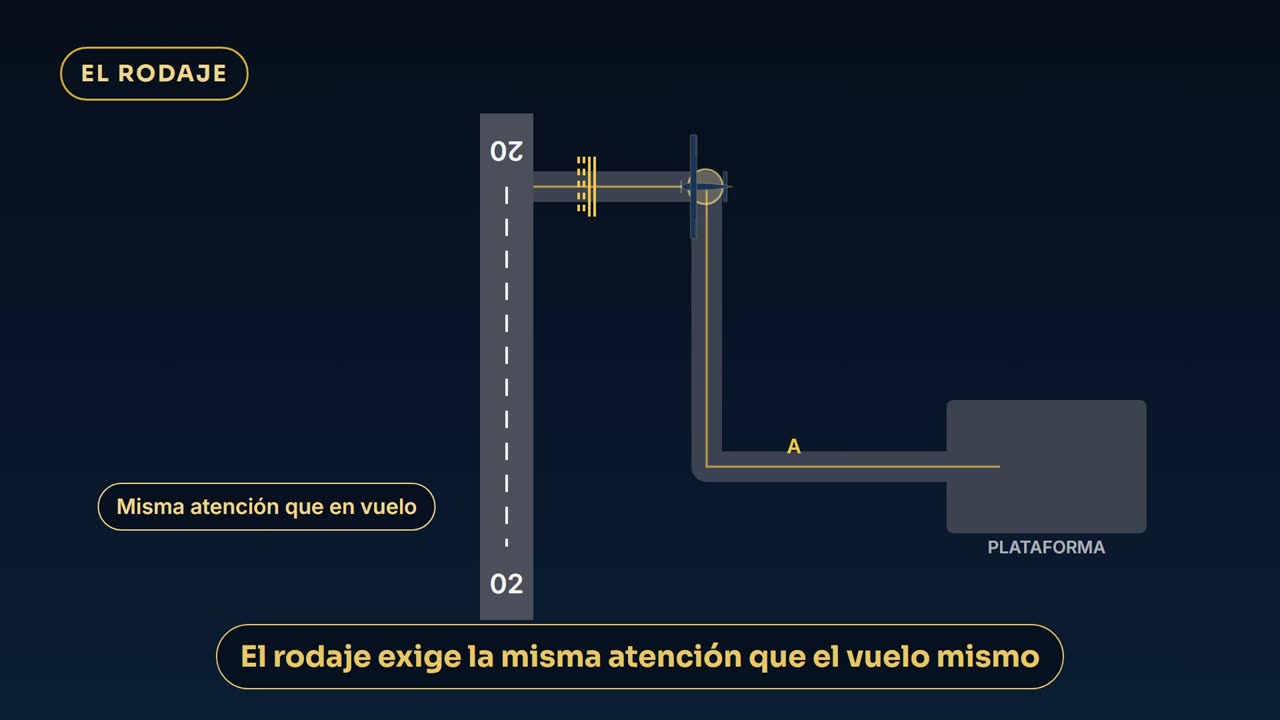 EL RODAJE
20
A
Misma atención que en vuelo
PLATAFORMA
02
El rodaje exige la misma atención que el vuelo mismo